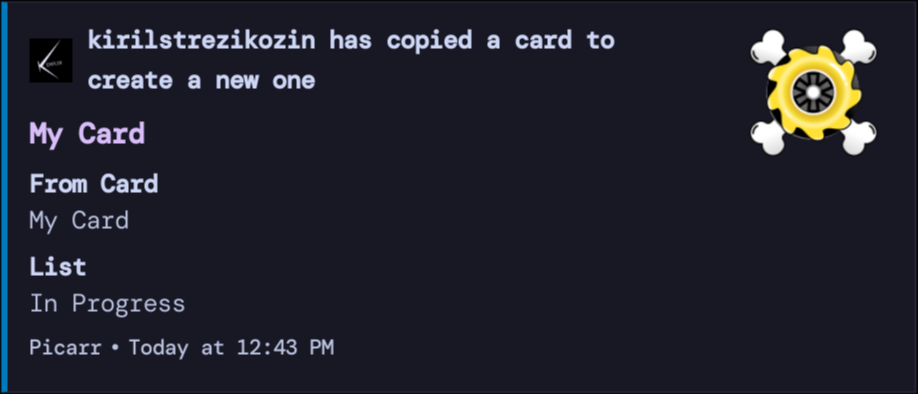 kirilstrezikozin has copied a card to
create a new one
My Card
From Card
My Card
List
In Progress
Picarr • Today at 12:43 PM